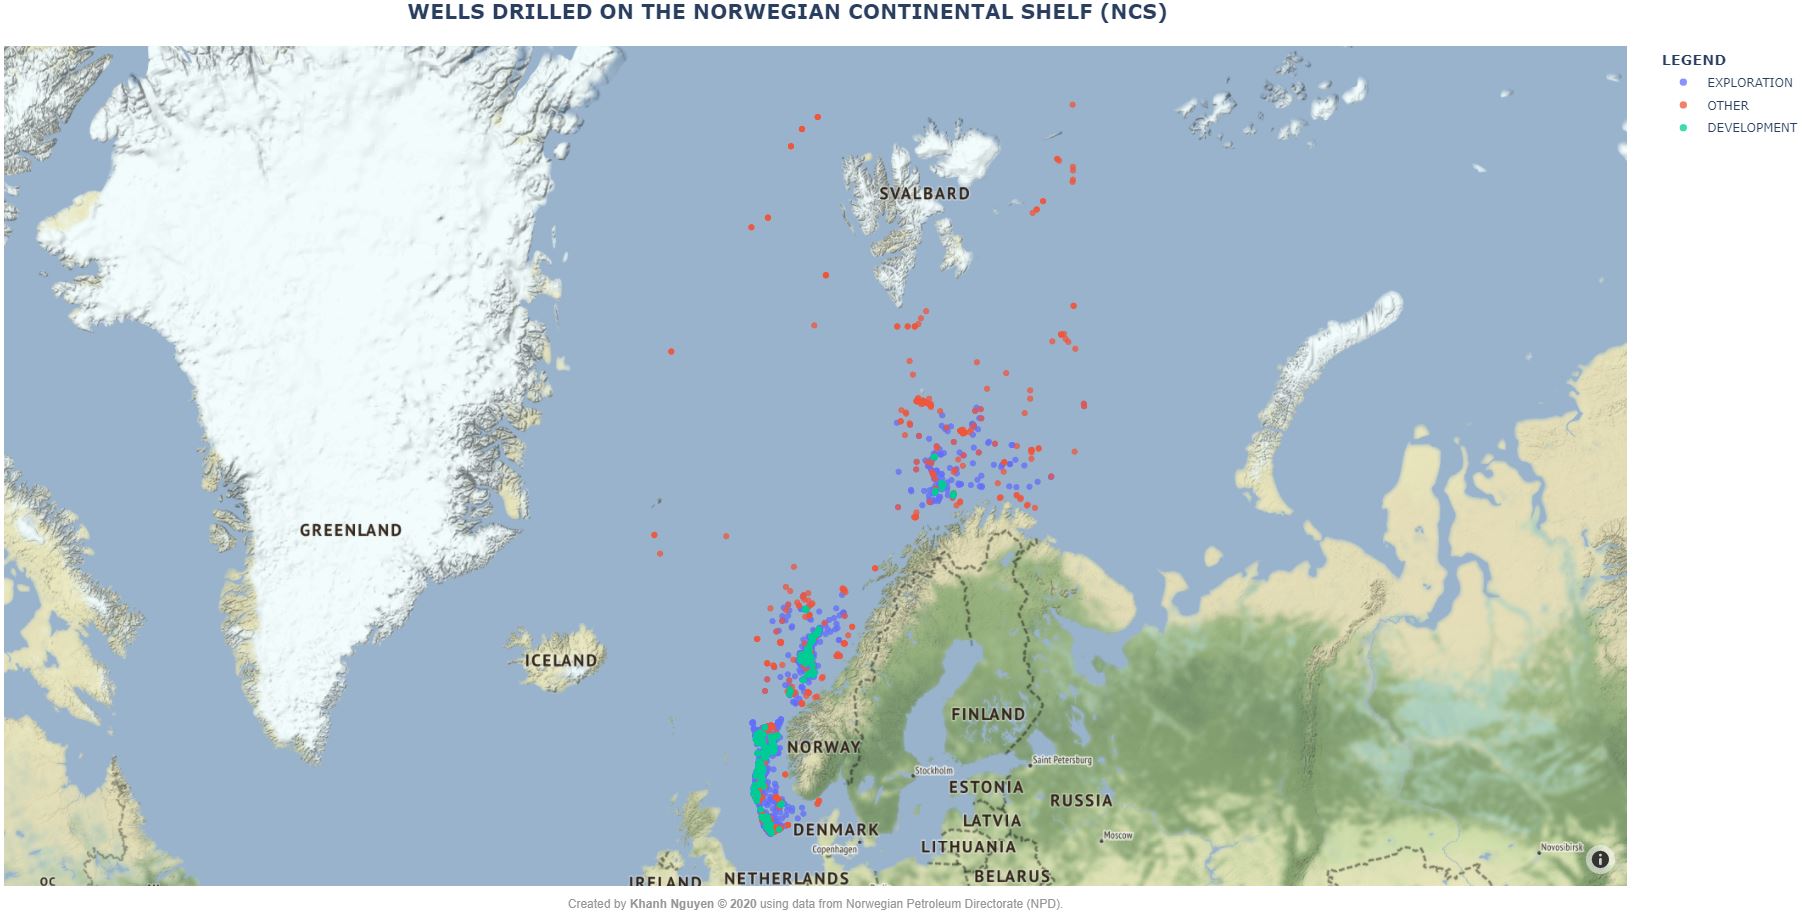 WELLS DRILLED ON THE NORWEGIAN CONTINENTAL SHELF (NCS)
LEGEND
EXPLORATION
OTHER
DEVELOPMENT
SVALBARD
GREENLAND
ICELAND
FINLAND
NORWAY
Saint Petersburg
Stockholm
ESTONIA
RUSSIA
LATVIA
DENMARK
Moscow
LITHUANIA
Copenhagen
Novosibirsk
BELARUS
NETHERLANDS
IRELAND
OC
Created by Khanh Nguyen © 2020 using data from Norwegian Petroleum Directorate (NPD).